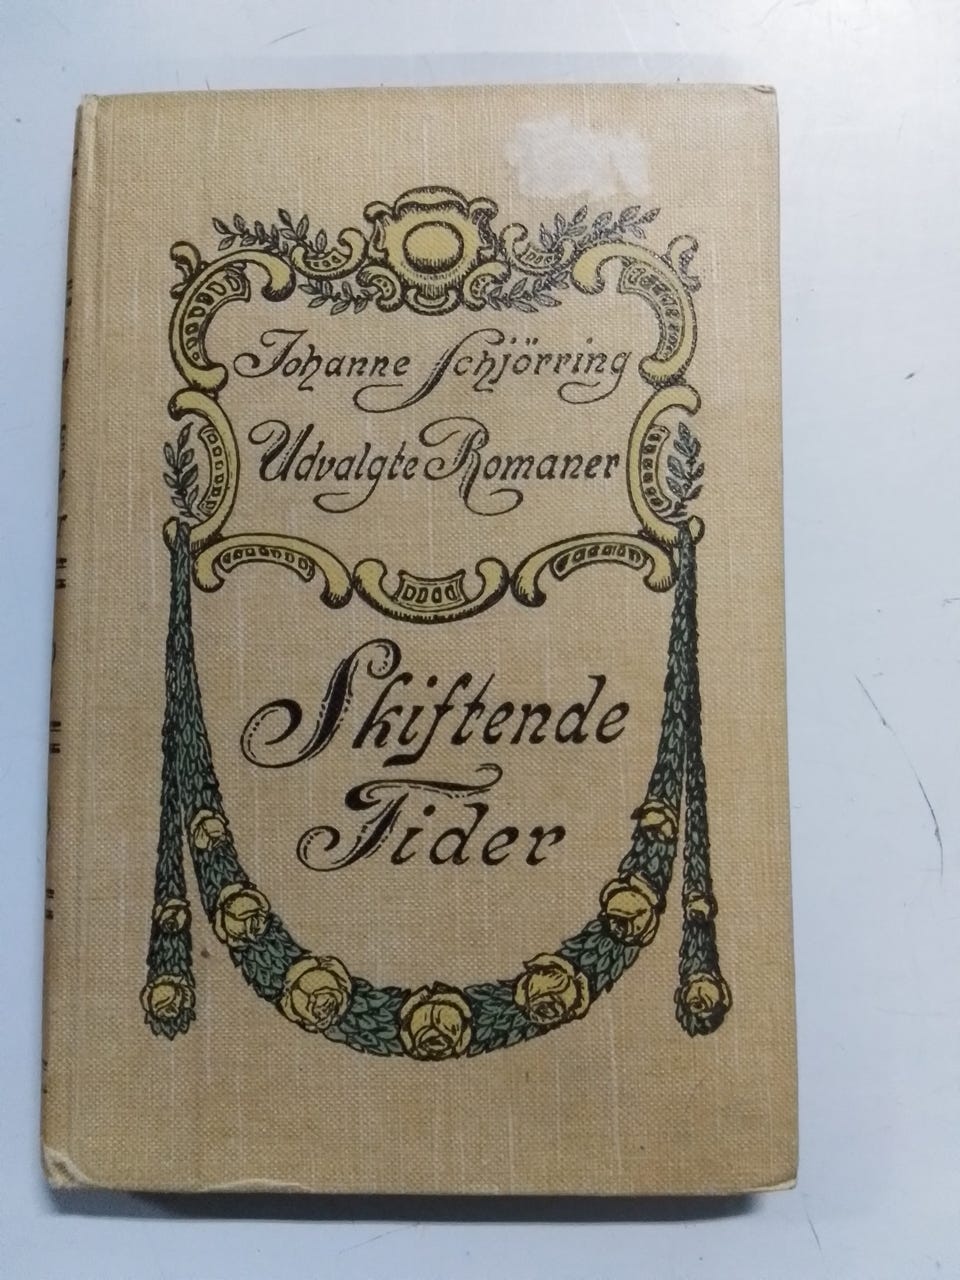 Johanne Schjörring
Udvalgte Romaner
Skiftende
Tider